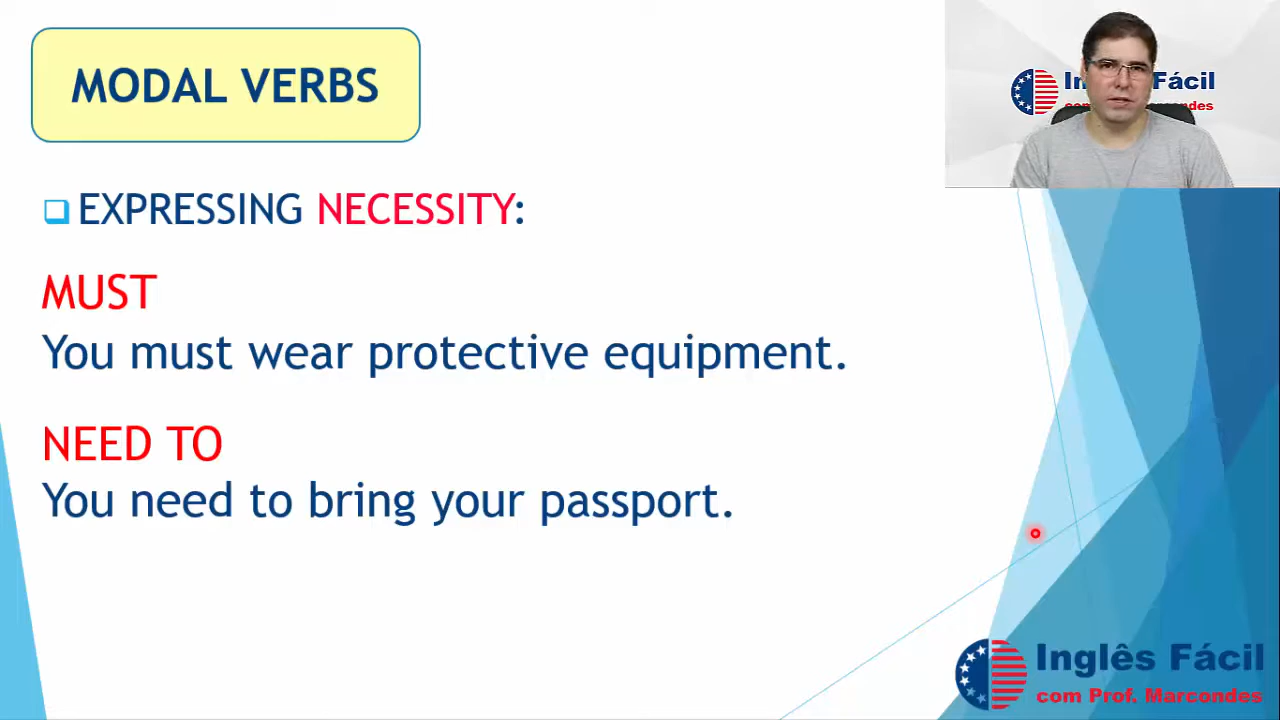 MODAL VERBS
Inglês Fácil
EXPRESSING NECESSITY:
MUST
You must wear protective equipment.
NEED TO
You need to bring your passport.
Inglês Fácil
com Prof. Marcondes